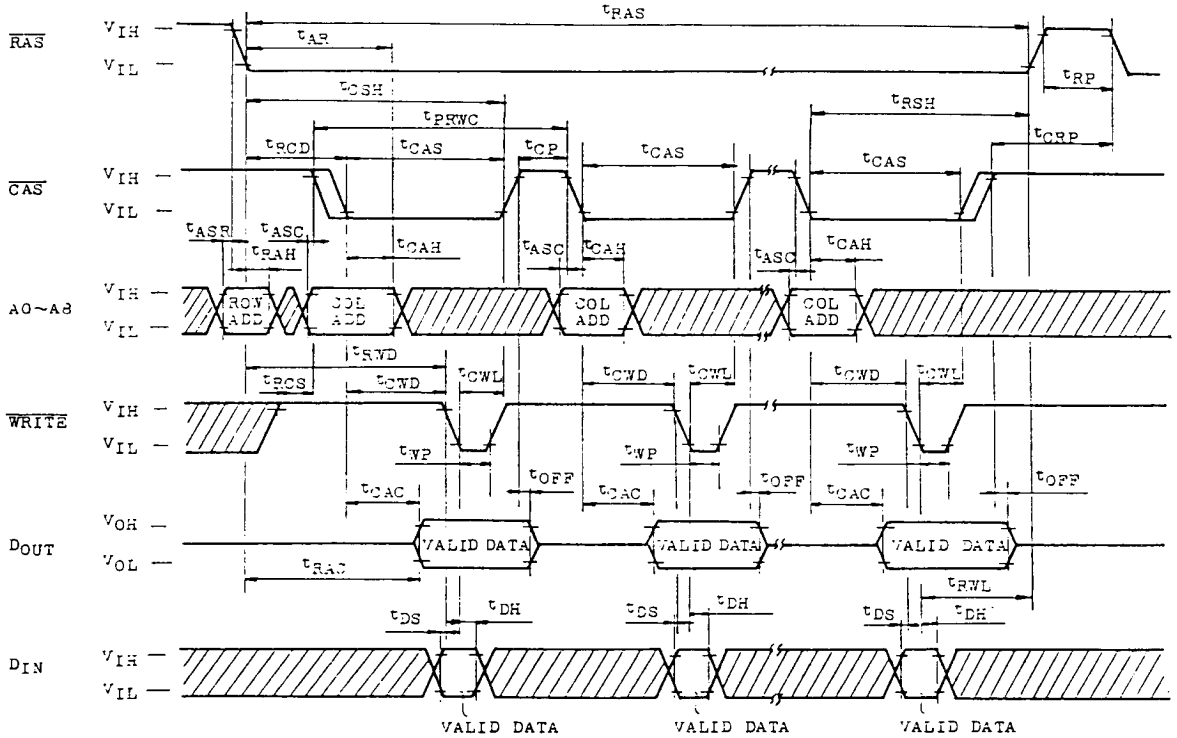 tRAS
RAS VIH
tAR
VIL
tRP
tCSH
tRSH
tPRWC
tRCD tCAS tCP tCAS tCAS tCRP
CAS VIH
VIL
tASR tASC tRAH tCAH tASC tCAH tASC tCAH
A0~A8 VIH
VIL
ROW ADD COL ADD COL ADD COL ADD
tRWD
tRCS tCWD tCWL tCWD tCWL tCWD tCWL
WRITE VIH
VIL
tWP tWP tWP
tOFF tOFF tOFF
tCAC tCAC tCAC
DOUT VOH
VOL
VALID DATA VALID DATA VALID DATA
tRAC
tRWL
tDS tDH tDS tDH tDS tDH
DIN VIH
VIL
VALID DATA VALID DATA VALID DATA